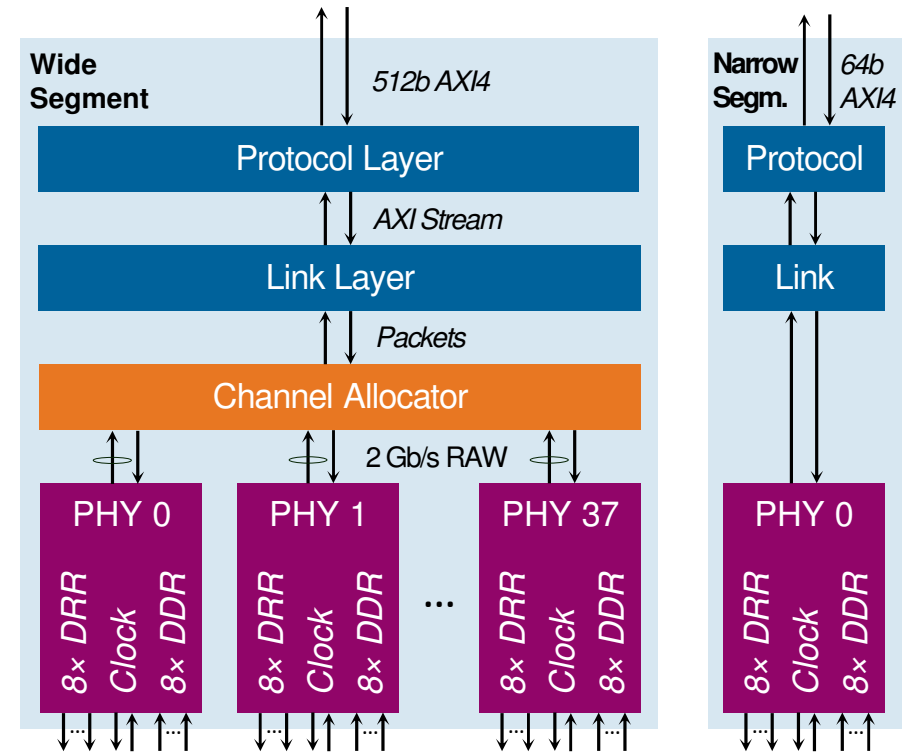 Wide
Segment
512b AXI4
Protocol Layer
AXI Stream
Link Layer
Packets
Channel Allocator
2 Gb/s RAW
PHY 0
8× DRR
Clock
8× DDR
...
...
PHY 1
8× DRR
Clock
8× DDR
...
...
...
PHY 37
8× DRR
Clock
8× DDR
...
...
Narrow
Segm.
64b
AXI4
Protocol
Link
PHY 0
8× DRR
Clock
8× DDR
...
...